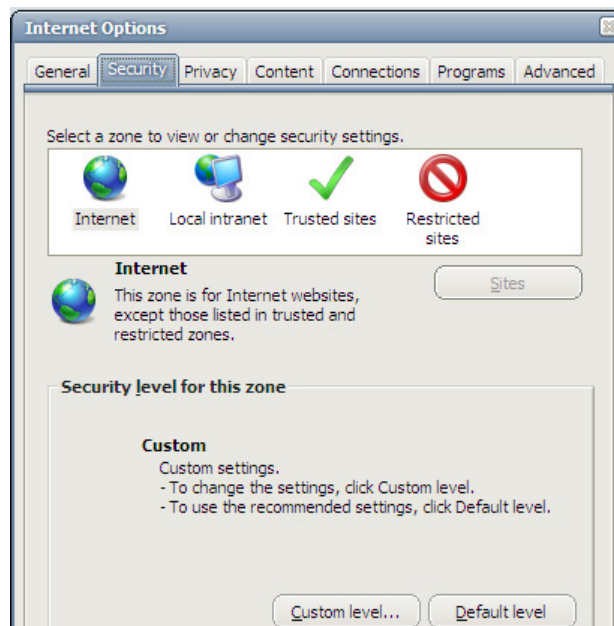 Internet Options
General Security Privacy Content Connections Programs Advanced
Select a zone to view or change security settings.
Internet Local intranet Trusted sites Restricted
sites
Internet
This zone is for Internet websites,
except those listed in trusted and
restricted zones.
Sites
Security level for this zone
Custom
Custom settings.
- To change the settings, click Custom level.
- To use the recommended settings, click Default level.
Custom level... Default level